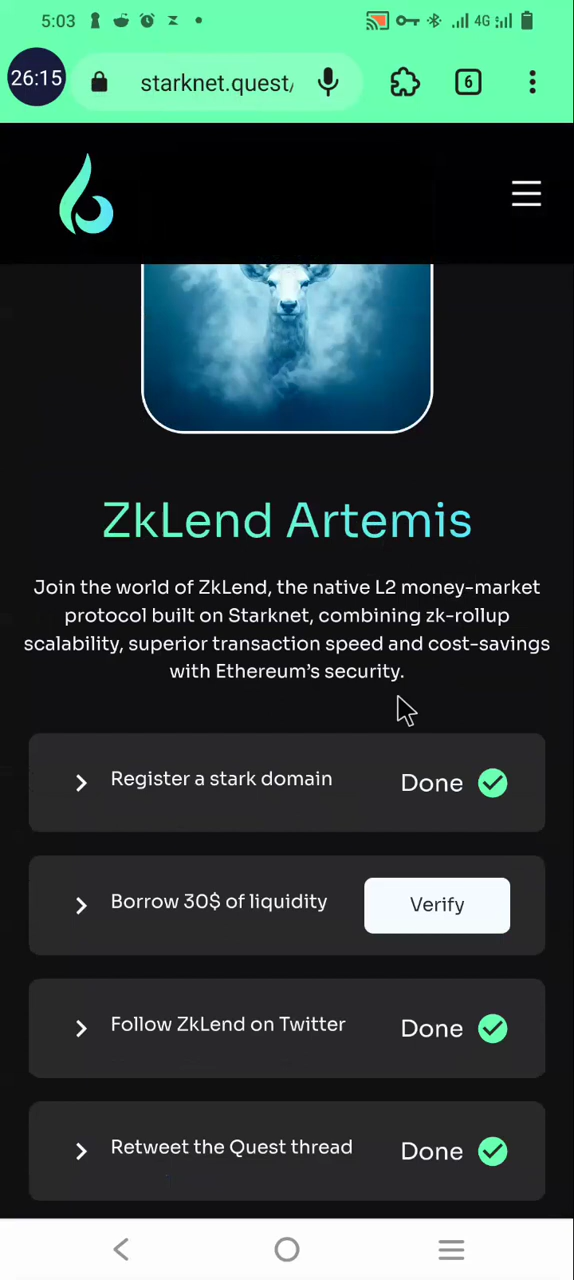 5:03
4G
26:15
starknet.quest/
6
ZkLend Artemis
Join the world of ZkLend, the native L2 money-market
protocol built on Starknet, combining zk-rollup
scalability, superior transaction speed and cost-savings
with Ethereum’s security.
Register a stark domain Done
Borrow 30$ of liquidity Verify
Follow ZkLend on Twitter Done
Retweet the Quest thread Done